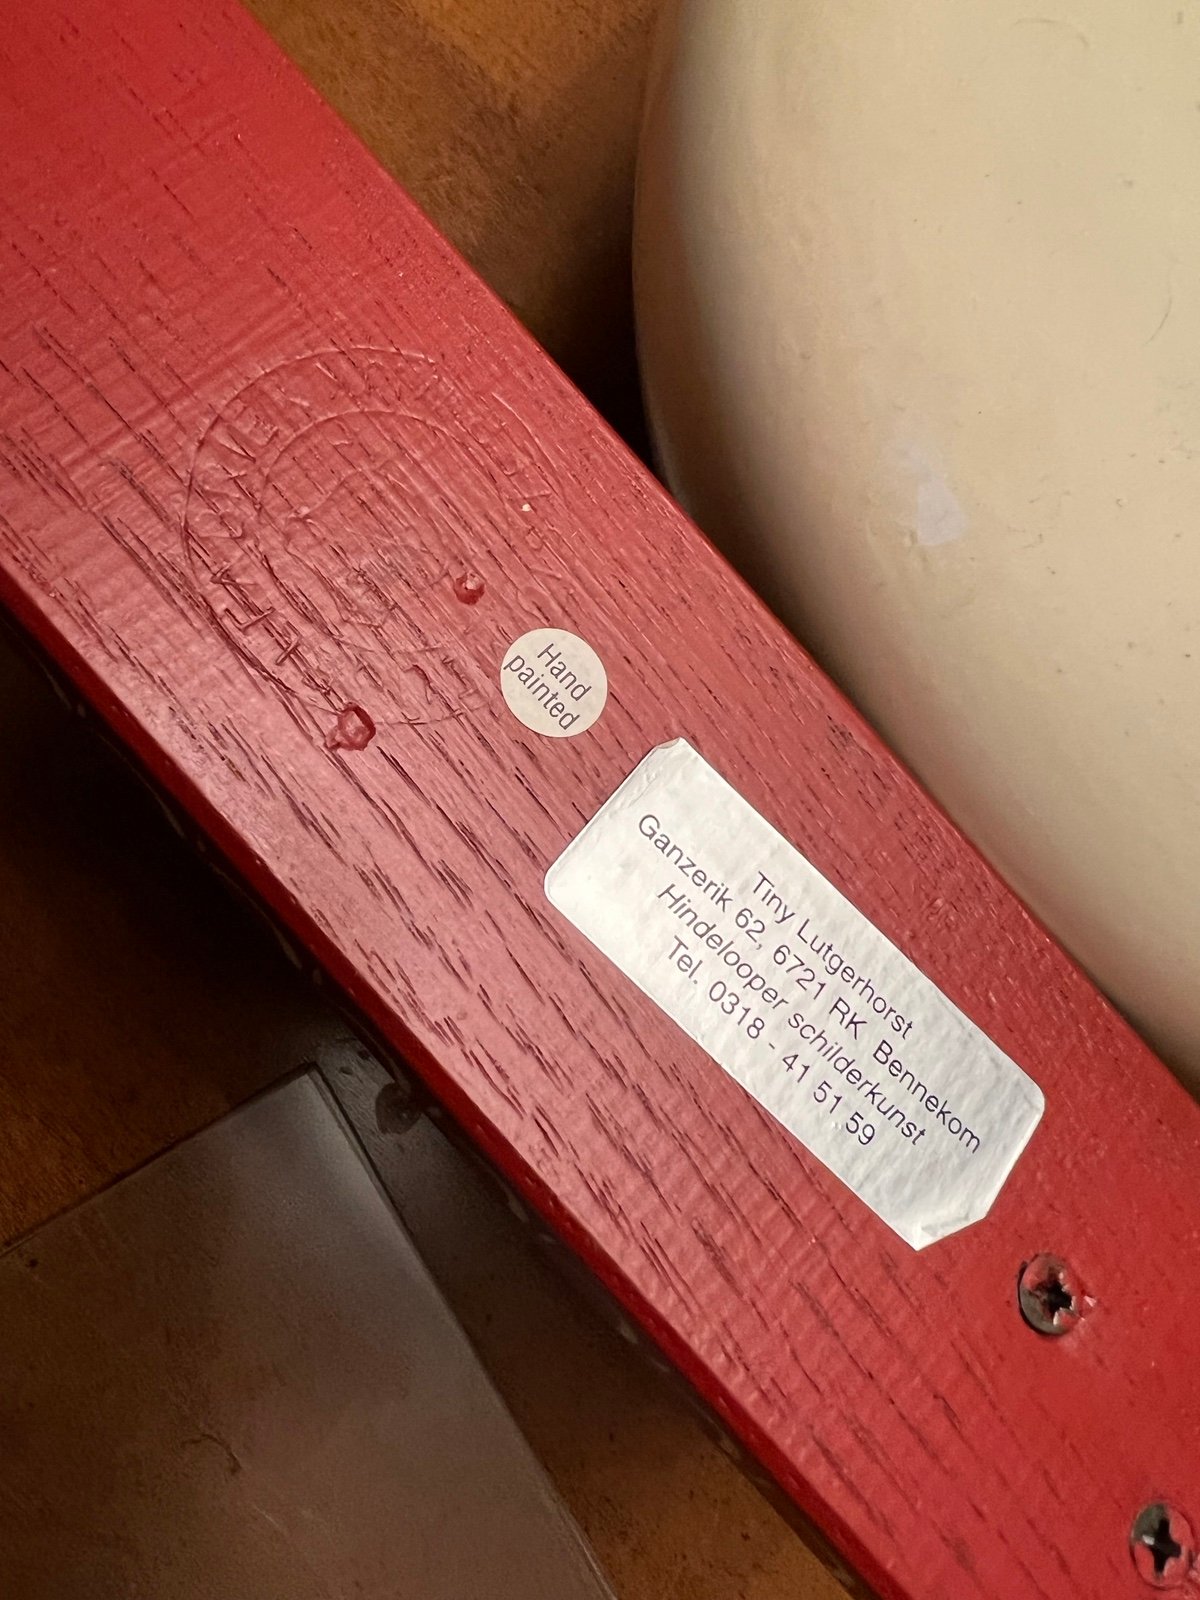 Hand
painted
Tiny Lutgerhorst
Ganzerik 62, 6721 RK Bennekom
Hindelooper schilderkunst
Tel. 0318 - 41 51 59